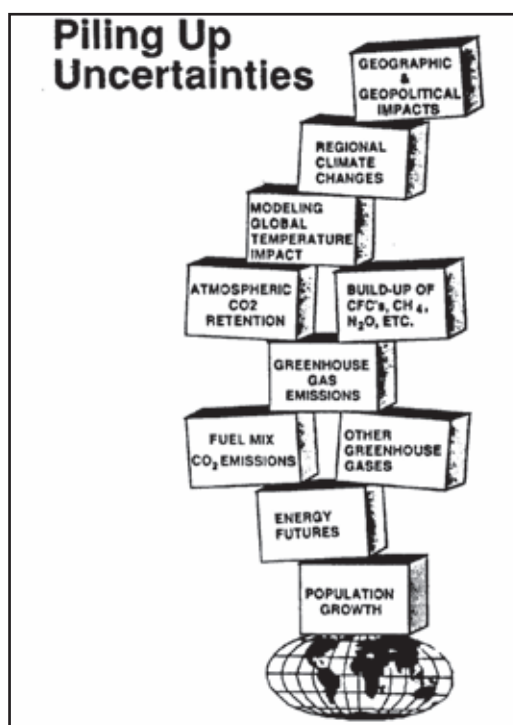 Piling Up
Uncertainties
GEOGRAPHIC
&
GEOPOLITICAL
IMPACTS
REGIONAL
CLIMATE
CHANGES
MODELING
GLOBAL
TEMPERATURE
IMPACT
ATMOSPHERIC
CO2
RETENTION
BUILD-UP OF
CFC's, CH₄,
N₂O, ETC.
GREENHOUSE
GAS
EMISSIONS
FUEL MIX
CO₂ EMISSIONS
OTHER
GREENHOUSE
GASES
ENERGY
FUTURES
POPULATION
GROWTH